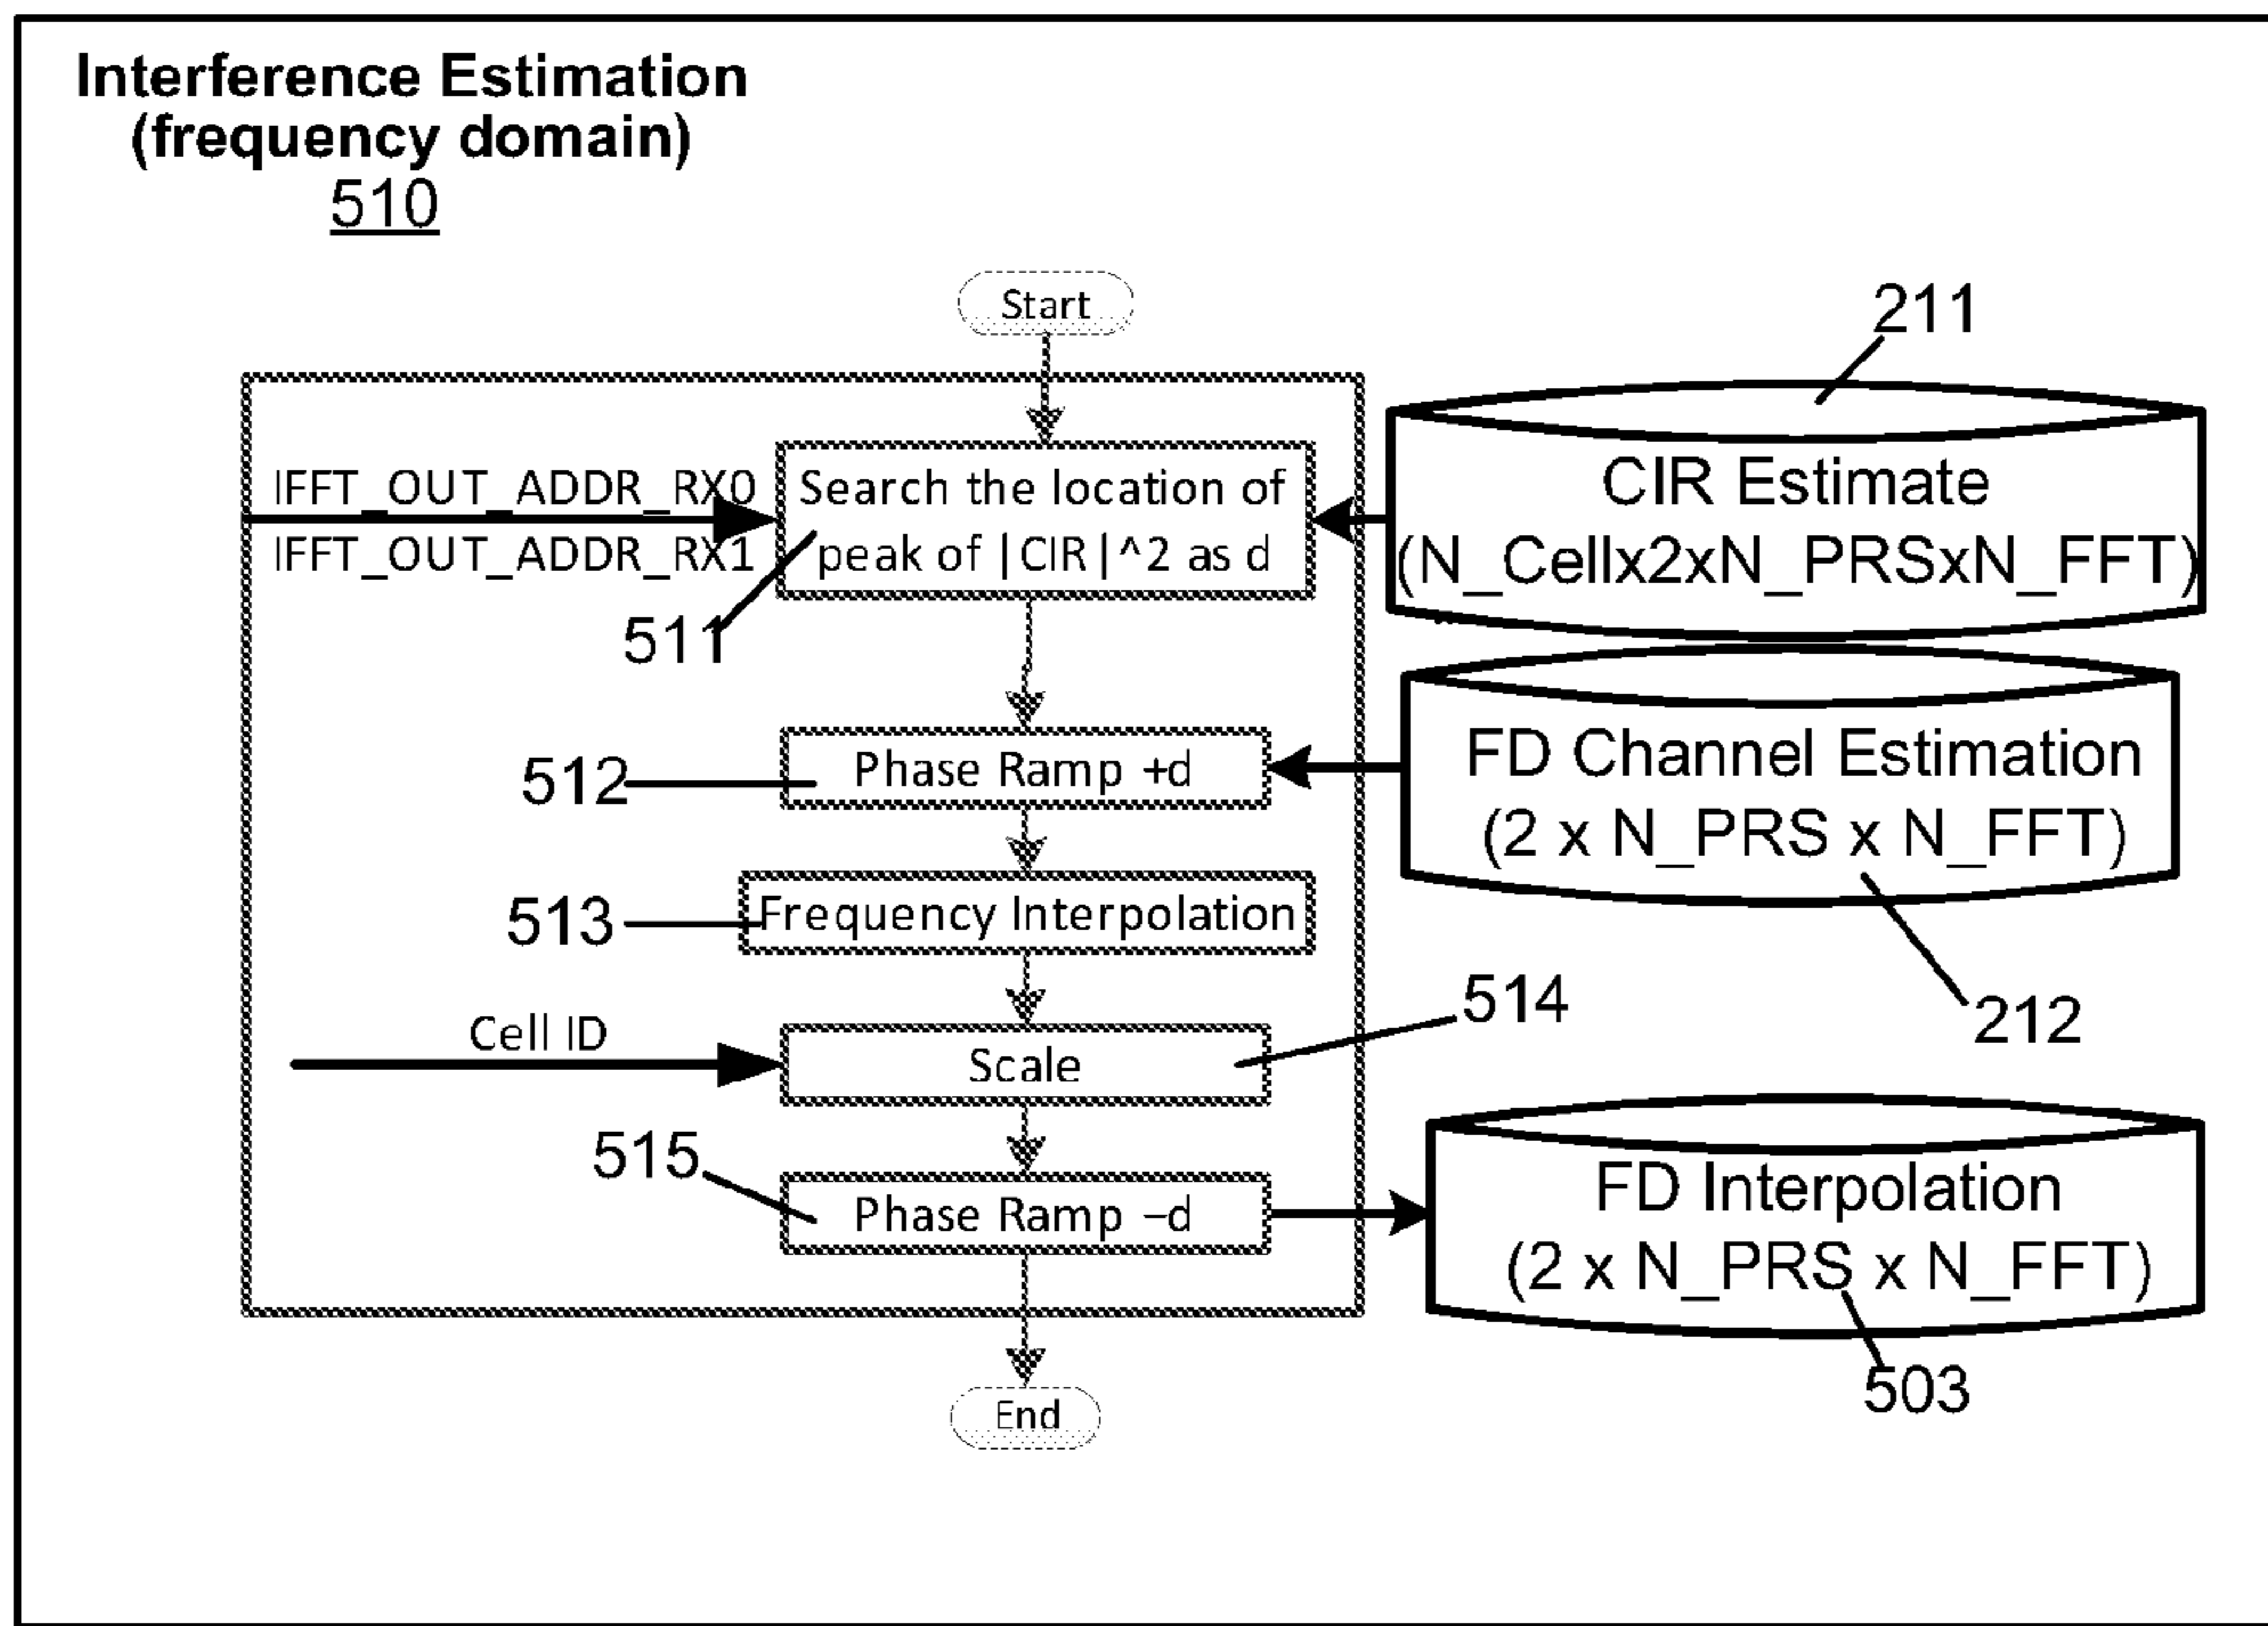 Interference Estimation
(frequency domain)
510
Start
211
IFFT_OUT_ADDR_RX0
IFFT_OUT_ADDR_RX1
Search the location of
peak of |CIR|^2 as d
511
CIR Estimate
(N_Cellx2xN_PRSxN_FFT)
512
Phase Ramp +d
FD Channel Estimation
(2 x N_PRS x N_FFT)
513
Frequency Interpolation
514
212
Cell ID
Scale
515
Phase Ramp –d
FD Interpolation
(2 x N_PRS x N_FFT)
503
End